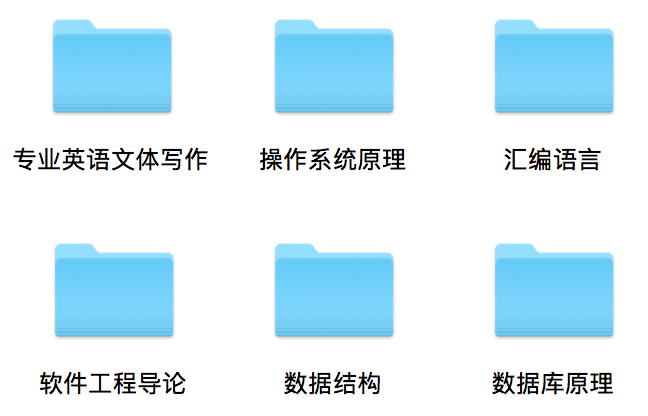 专业英语文体写作
操作系统原理
汇编语言
软件工程导论
数据结构
数据库原理